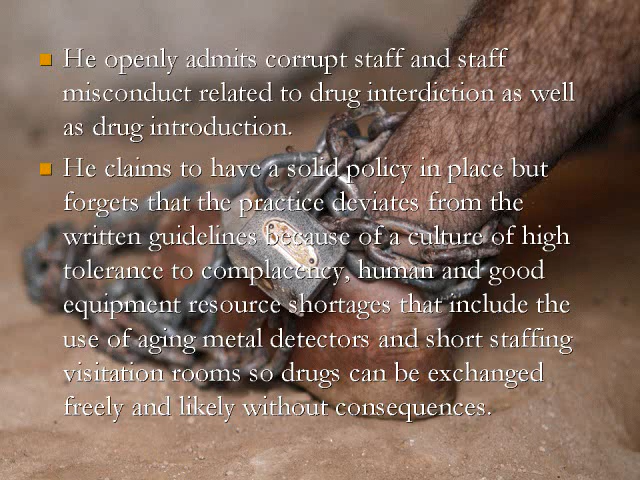 He openly admits corrupt staff and staff
misconduct related to drug interdiction as well
as drug introduction.
He claims to have a solid policy in place but
forgets that the practice deviates from the
written guidelines because of a culture of high
tolerance to complacency, human and good
equipment resource shortages that include the
use of aging metal detectors and short staffing
visitation rooms so drugs can be exchanged
freely and likely without consequences.